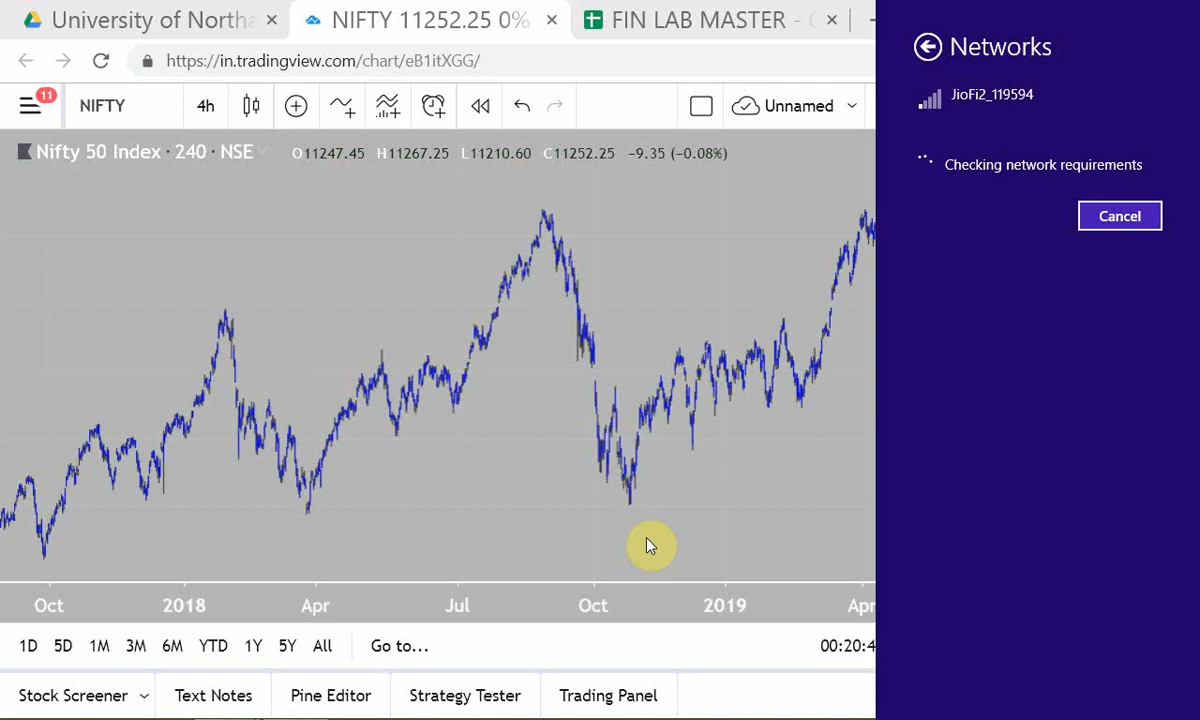 University of Northa
NIFTY 11252.25 0%
FIN LAB MASTER -
https://in.tradingview.com/chart/eB1itXGG/
11
NIFTY
4h
Unnamed
Nifty 50 Index · 240 · NSE
O11247.45 H11267.25 L11210.60 C11252.25 −9.35 (−0.08%)
Oct 2018 Apr Jul Oct 2019 Apr
1D 5D 1M 3M 6M YTD 1Y 5Y All Go to... 00:20:4
Stock Screener Text Notes Pine Editor Strategy Tester Trading Panel
Networks
JioFi2_119594
Checking network requirements
Cancel